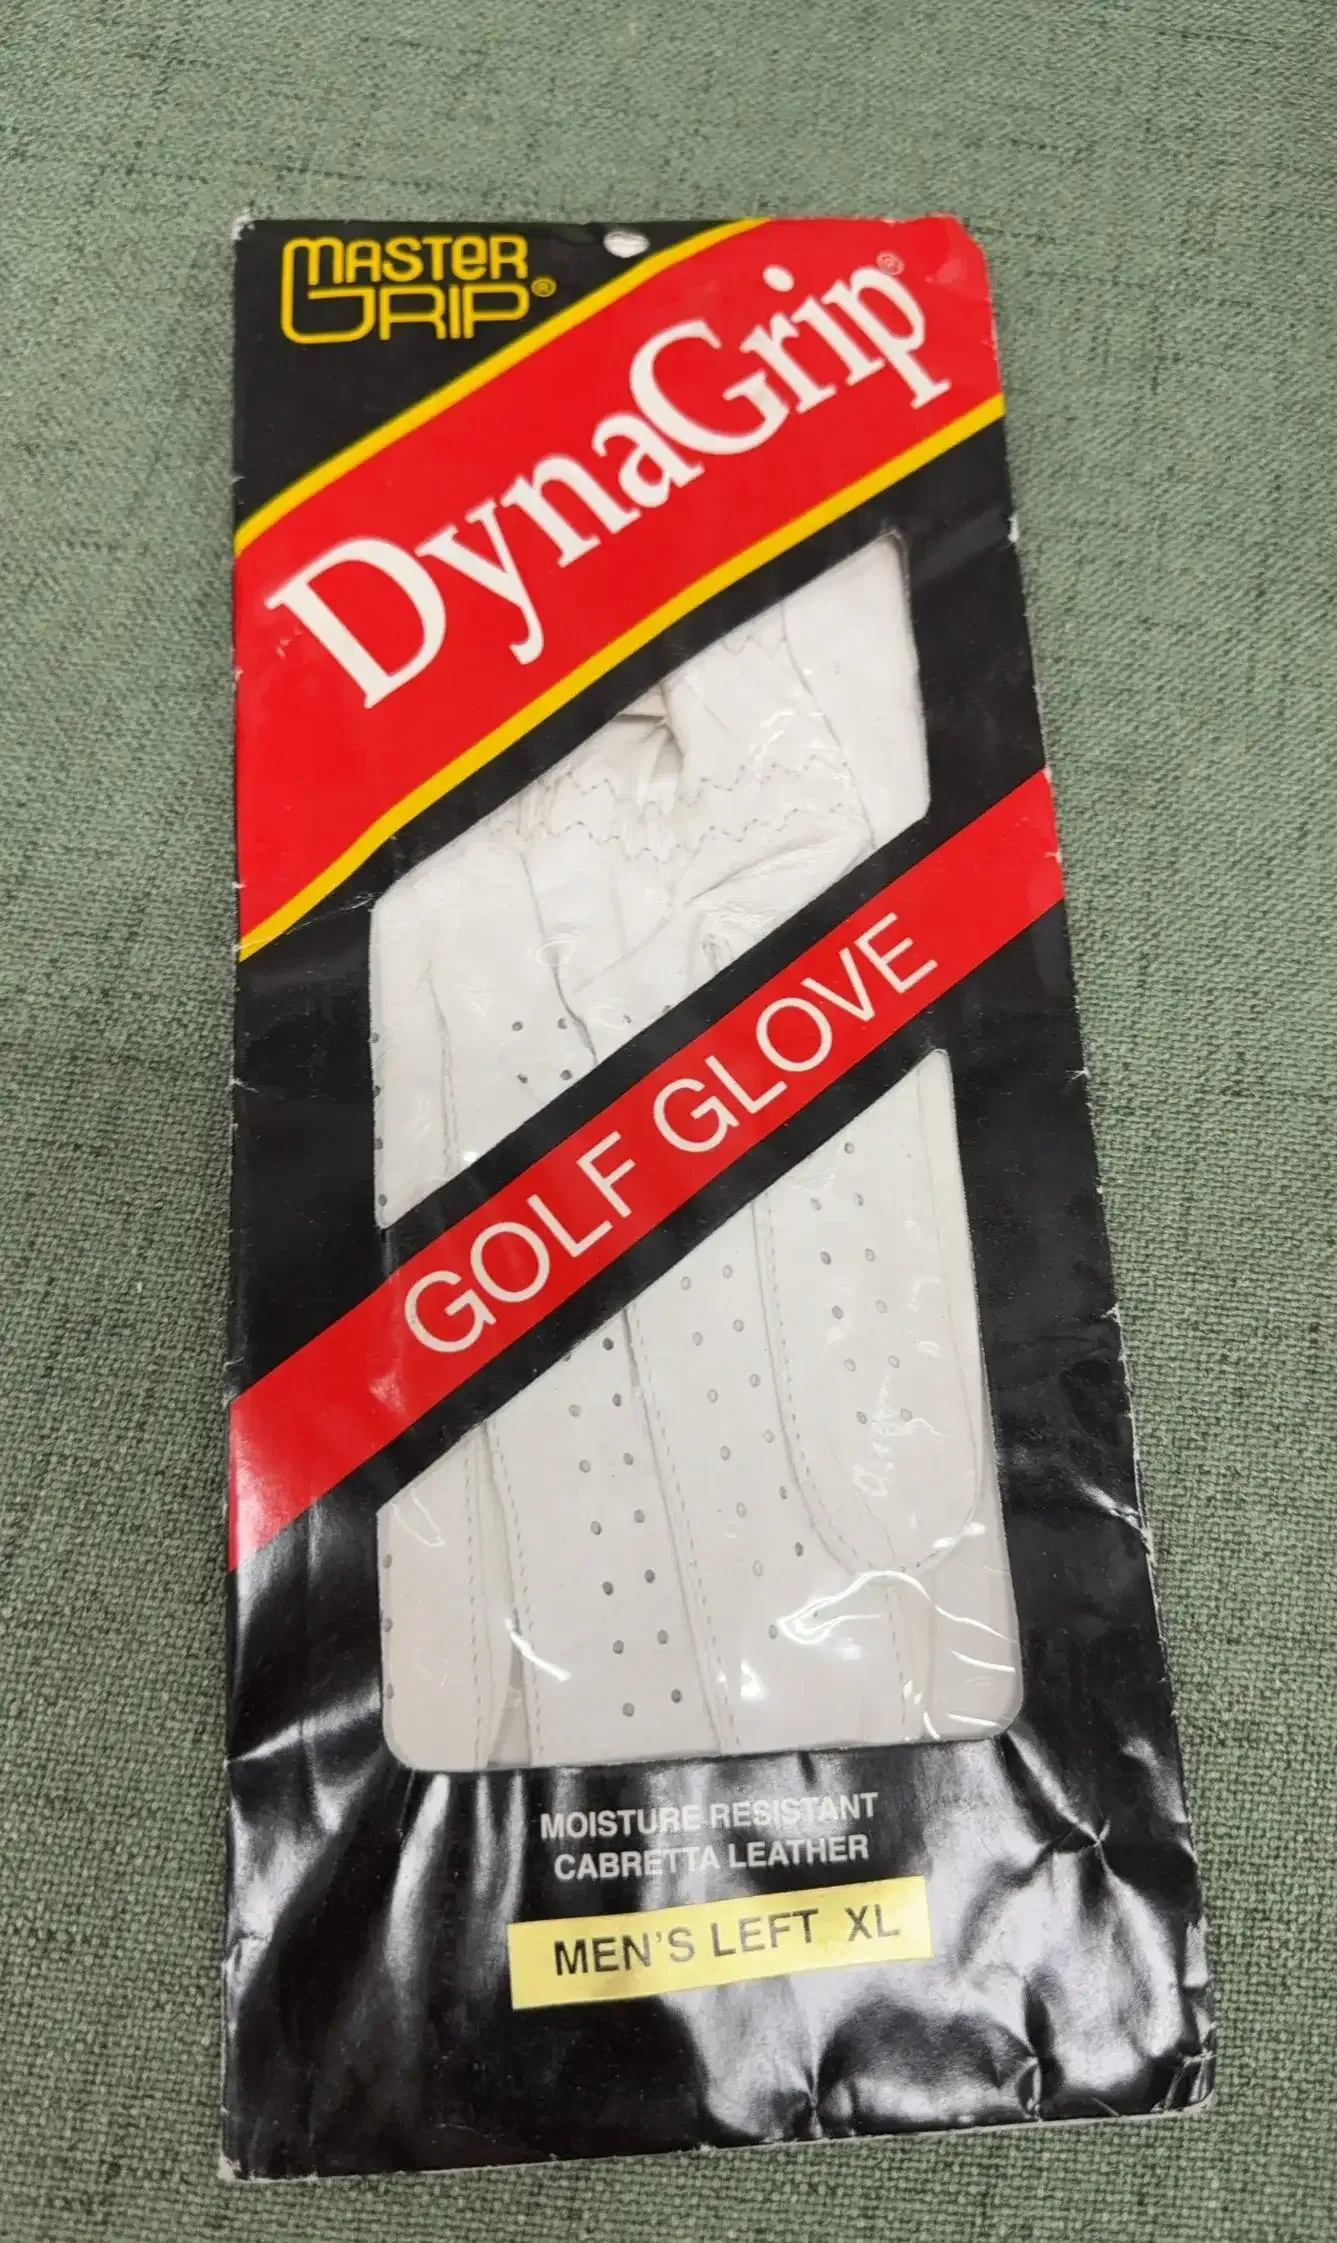 MASTER
GRIP®
DynaGrip®
GOLF GLOVE
MOISTURE RESISTANT
CABRETTA LEATHER
MEN'S LEFT XL